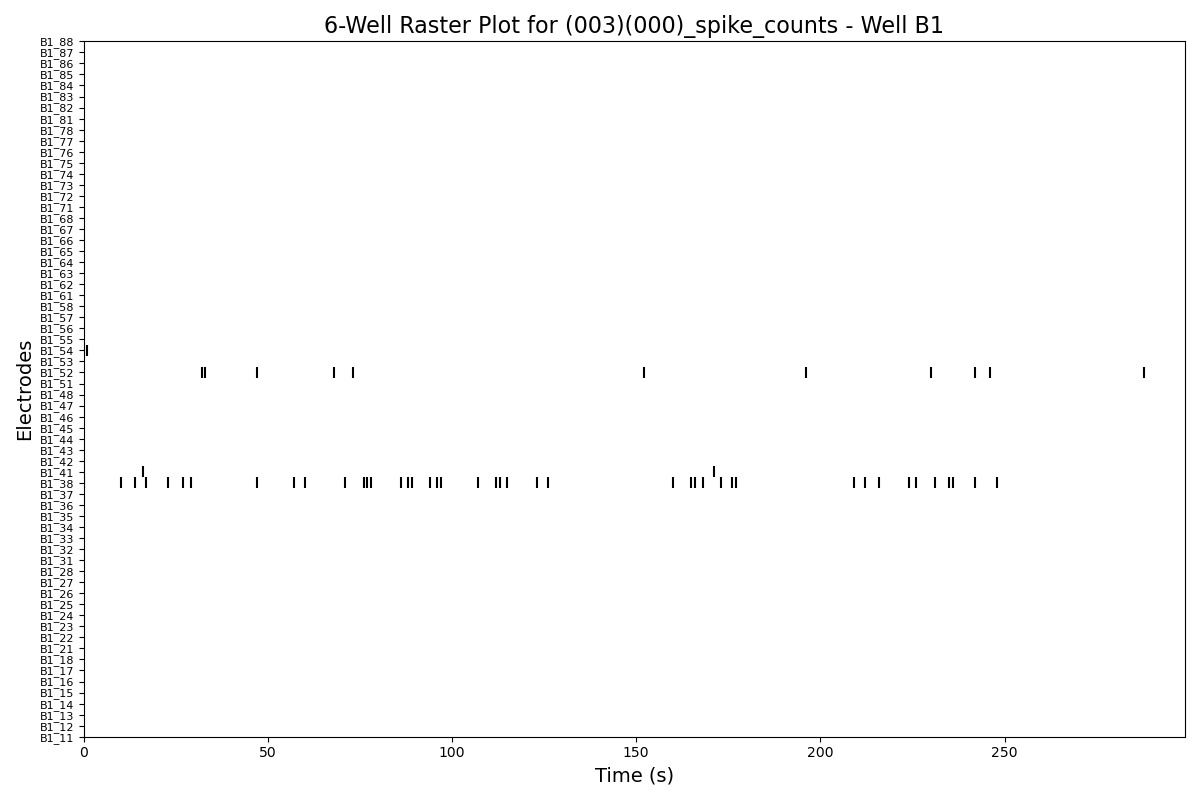 6-Well Raster Plot for (003)(000)_spike_counts - Well B1
B1_88
B1_87
B1_86
B1_85
B1_84
B1_83
B1_82
B1_81
B1_78
B1_77
B1_76
B1_75
B1_74
B1_73
B1_72
B1_71
B1_68
B1_67
B1_66
B1_65
B1_64
B1_63
B1_62
B1_61
B1_58
B1_57
B1_56
B1_55
B1_54
B1_53
B1_52
B1_51
B1_48
B1_47
B1_46
B1_45
B1_44
B1_43
B1_42
B1_41
B1_38
B1_37
B1_36
B1_35
B1_34
B1_33
B1_32
B1_31
B1_28
B1_27
B1_26
B1_25
B1_24
B1_23
B1_22
B1_21
B1_18
B1_17
B1_16
B1_15
B1_14
B1_13
B1_12
B1_11
Electrodes
0 50 100 150 200 250
Time (s)